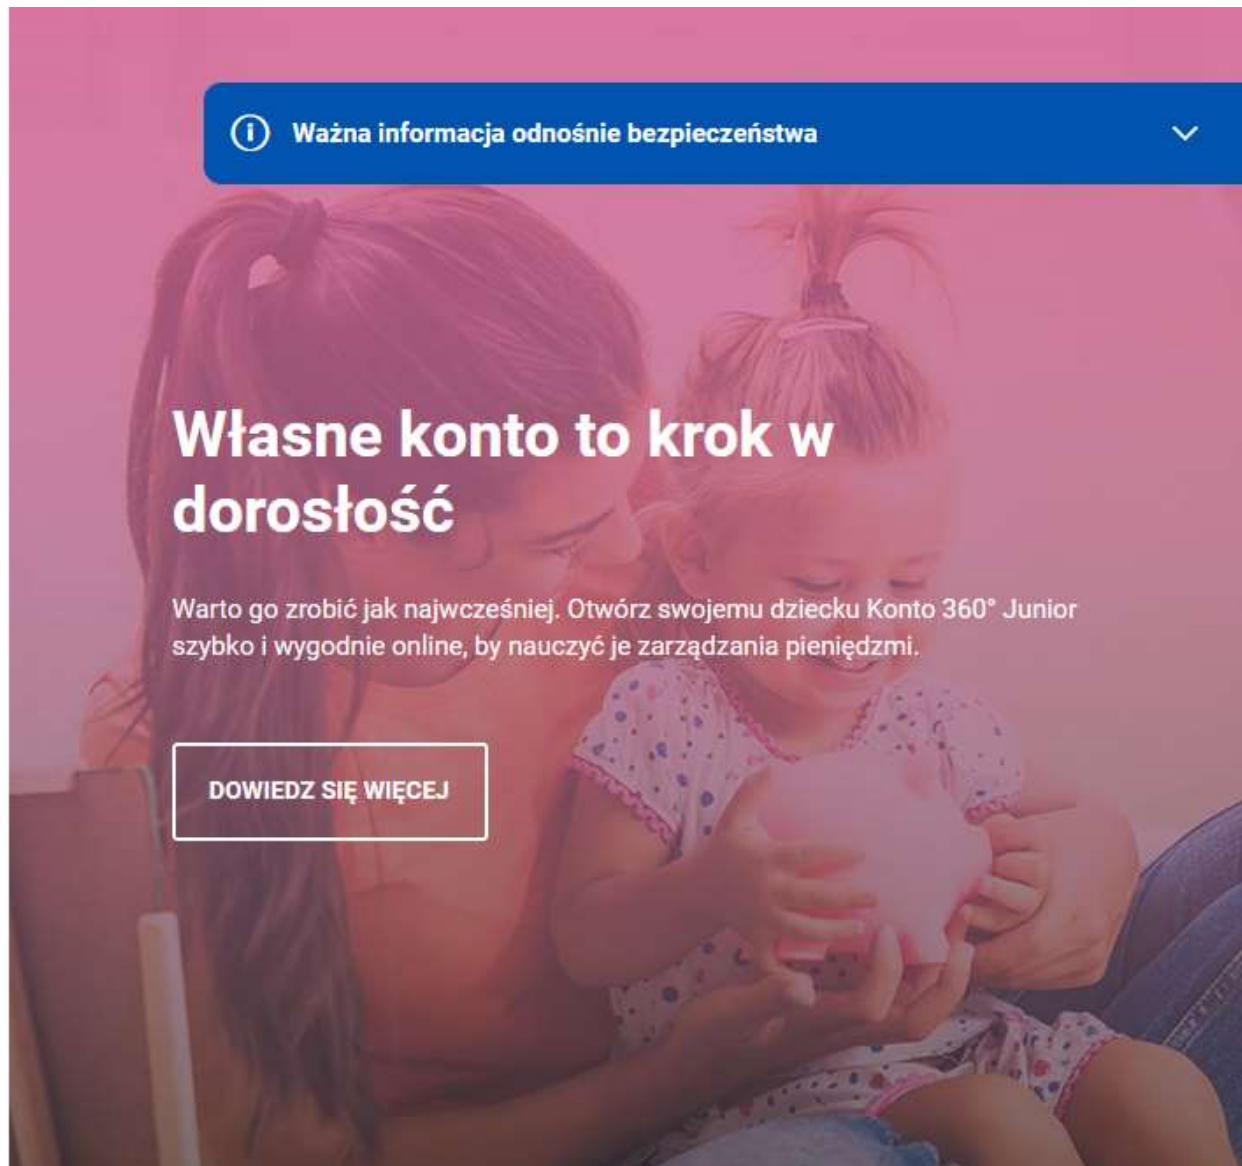 Ważna informacja odnośnie bezpieczeństwa
Własne konto to krok w
dorosłość
Warto go zrobić jak najwcześniej. Otwórz swojemu dziecku Konto 360° Junior
szybko i wygodnie online, by nauczyć je zarządzania pieniędzmi.
DOWIEDZ SIĘ WIĘCEJ